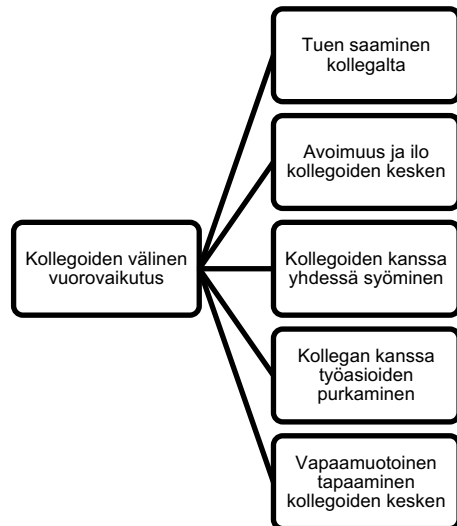 Tuen saaminen
kollegalta
Avoimuus ja ilo
kollegoiden kesken
Kollegoiden välinen
vuorovaikutus
Kollegoiden kanssa
yhdessä syöminen
Kollegan kanssa
työasioiden
purkaminen
Vapaamuotoinen
tapaaminen
kollegoiden kesken